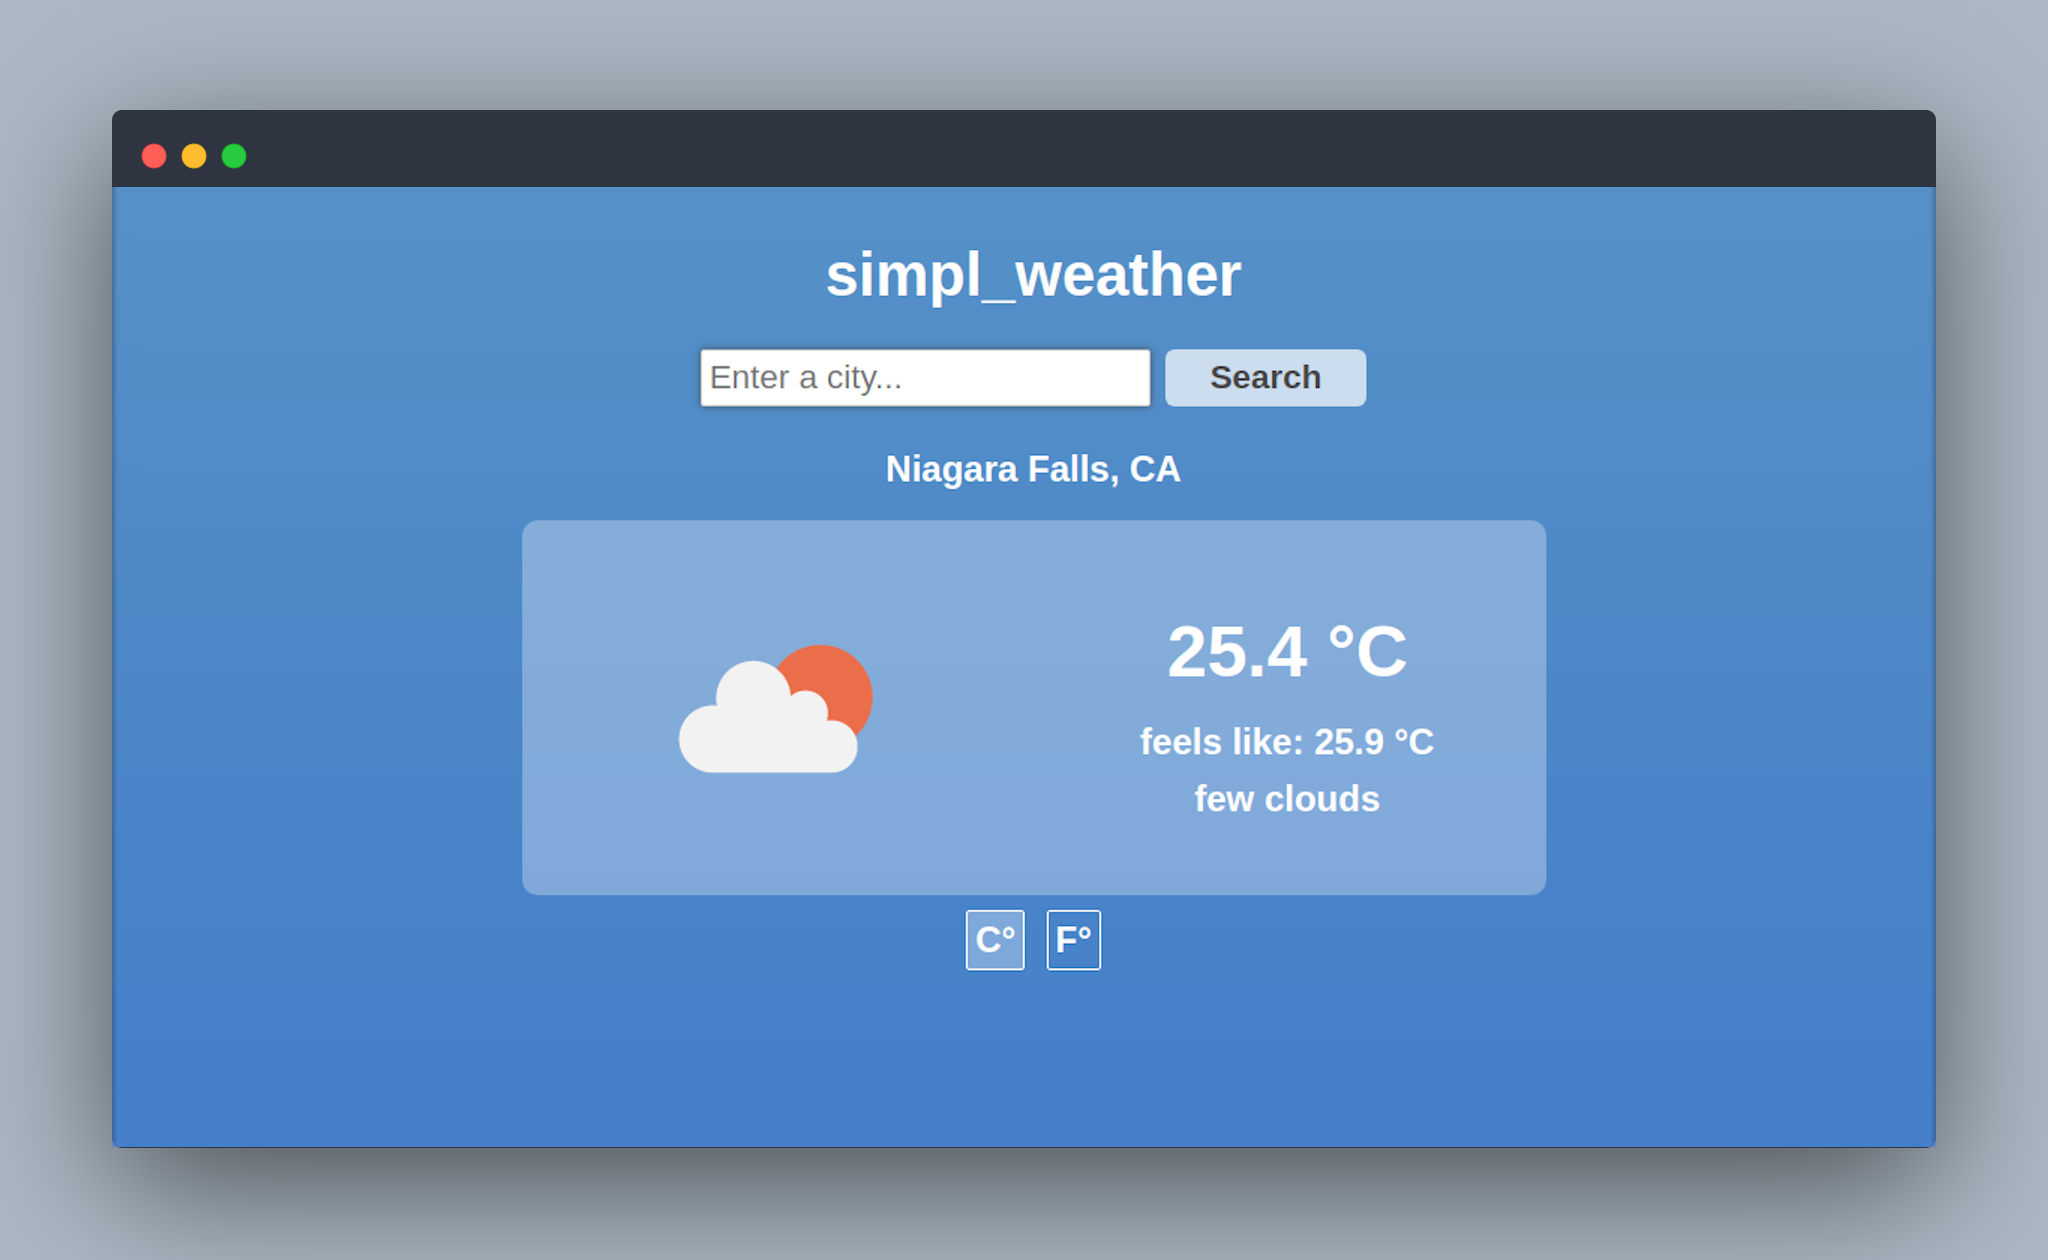 simpl_weather
Enter a city... Search
Niagara Falls, CA
25.4 °C
feels like: 25.9 °C
few clouds
C° F°